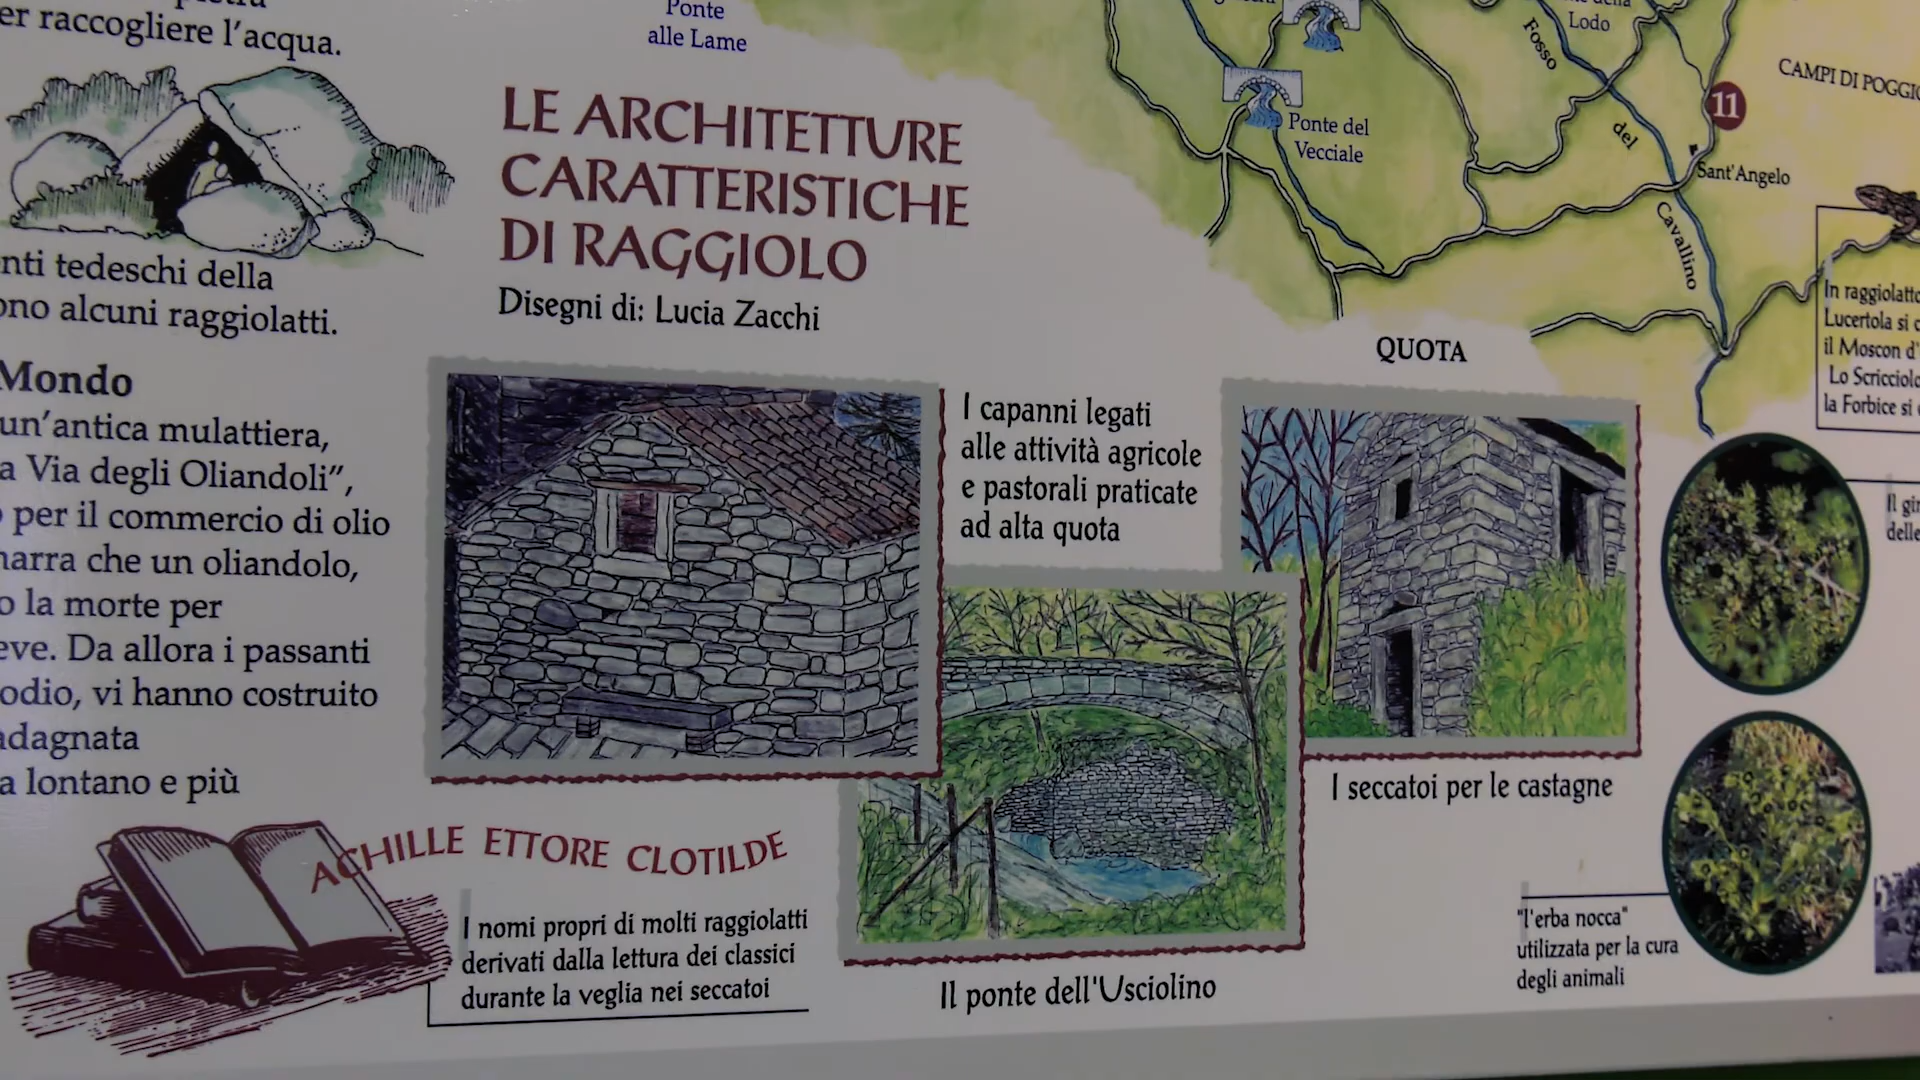 er raccogliere l'acqua.
nti tedeschi della
ono alcuni raggiolatti.
Mondo
un'antica mulattiera,
a Via degli Oliandoli",
per il commercio di olio
narra che un oliandolo,
o la morte per
eve. Da allora i passanti
odio, vi hanno costruito
adagnata
a lontano e più
Ponte
alle Lame
LE ARCHITETTURE
CARATTERISTICHE
DI RAGGIOLO
Disegni di: Lucia Zacchi
I capanni legati
alle attività agricole
e pastorali praticate
ad alta quota
I seccatoi per le castagne
Il ponte dell'Usciolino
ACHILLE ETTORE CLOTILDE
I nomi propri di molti raggiolatti
derivati dalla lettura dei classici
durante la veglia nei seccatoi
Ponte del
Vecciale
Lodo
Fosso
del
Cavallino
11
CAMPI DI POGGIO
Sant'Angelo
QUOTA
In raggiolatto
Lucertola si c
il Moscon d'
Lo Scricciolo
la Forbice si
Il gin
delle
"l'erba nocca"
utilizzata per la cura
degli animali